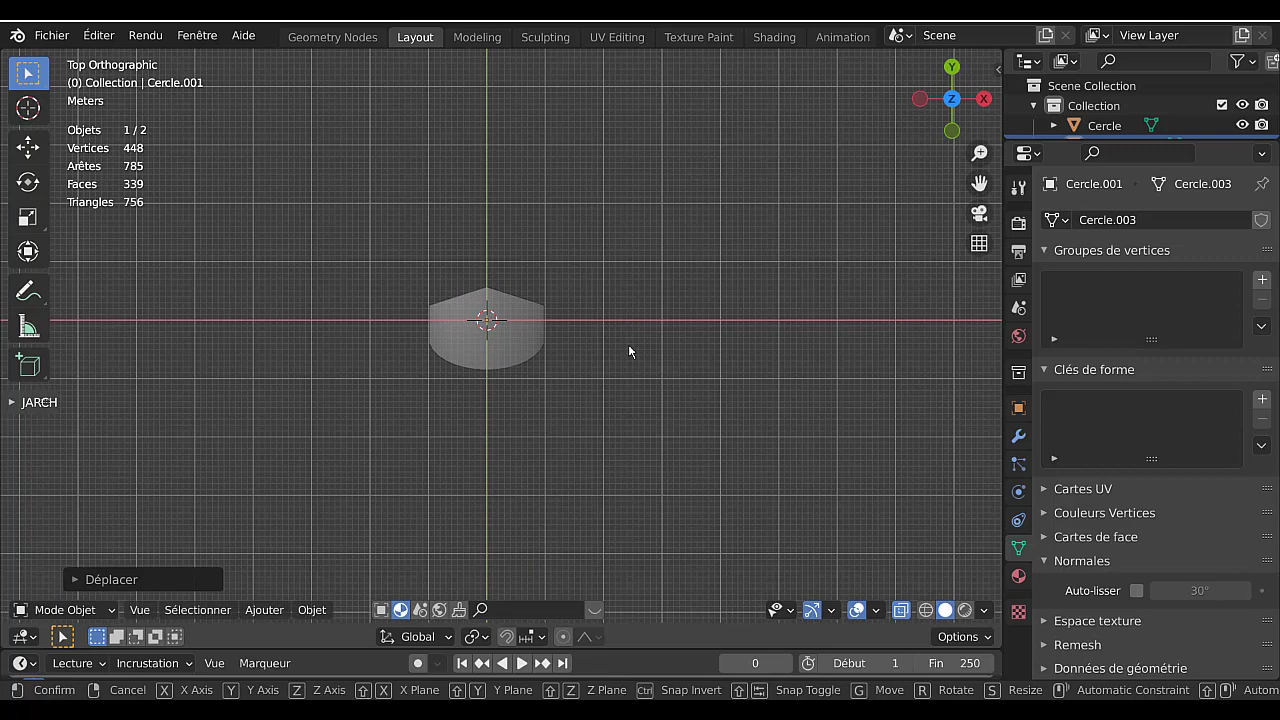 Fichier Éditer Rendu Fenêtre Aide Geometry Nodes Layout Modeling Sculpting UV Editing Texture Paint Shading Animation Scene View Layer
Top Orthographic
(0) Collection | Cercle.001
Meters
Objets 1 / 2
Vertices 448
Arêtes 785
Faces 339
Triangles 756
Y
Z X
JARCH
Déplacer
Scene Collection
Collection
Cercle
Cercle.001 Cercle.003
Cercle.003
Groupes de vertices
Clés de forme
Cartes UV
Couleurs Vertices
Cartes de face
Normales
Auto-lisser 30°
Espace texture
Remesh
Données de géométrie
Mode Objet Vue Sélectionner Ajouter Objet
Global Options
Lecture Incrustation Vue Marqueur 0 Début 1 Fin 250
Confirm Cancel X X Axis Y Y Axis Z Z Axis X X Plane Y Y Plane Z Z Plane Ctrl Snap Invert Snap Toggle G Move R Rotate S Resize Automatic Constraint Autom